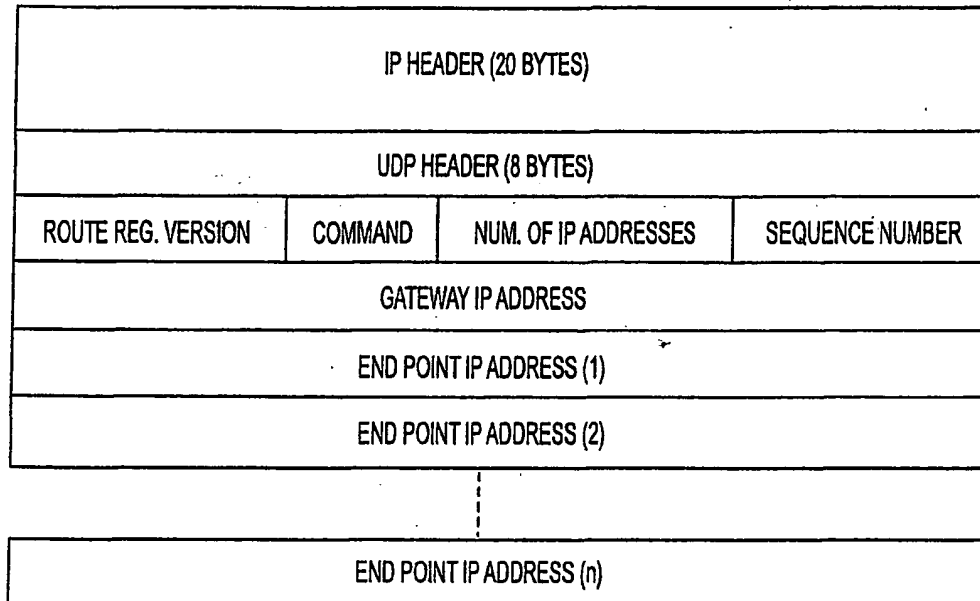 IP HEADER (20 BYTES)
UDP HEADER (8 BYTES)
ROUTE REG. VERSION COMMAND NUM. OF IP ADDRESSES SEQUENCE NUMBER
GATEWAY IP ADDRESS
END POINT IP ADDRESS (1)
END POINT IP ADDRESS (2)
END POINT IP ADDRESS (n)